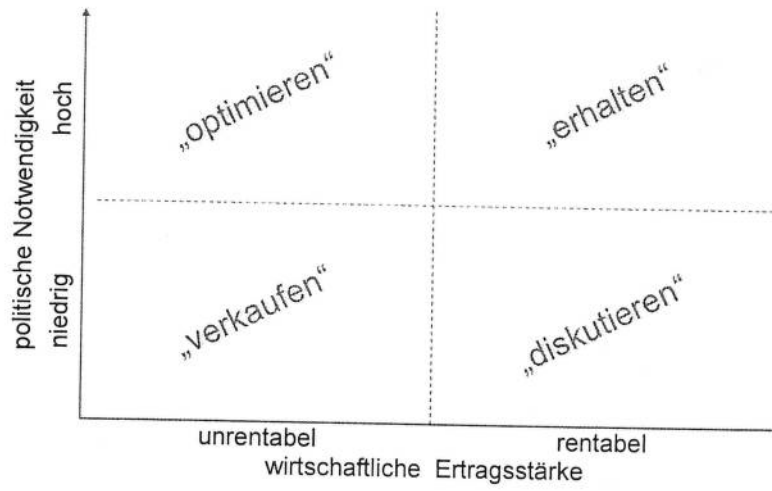 politische Notwendigkeit
hoch
niedrig
„optimieren“
„erhalten“
„verkaufen“
„diskutieren“
unrentabel
rentabel
wirtschaftliche Ertragsstärke